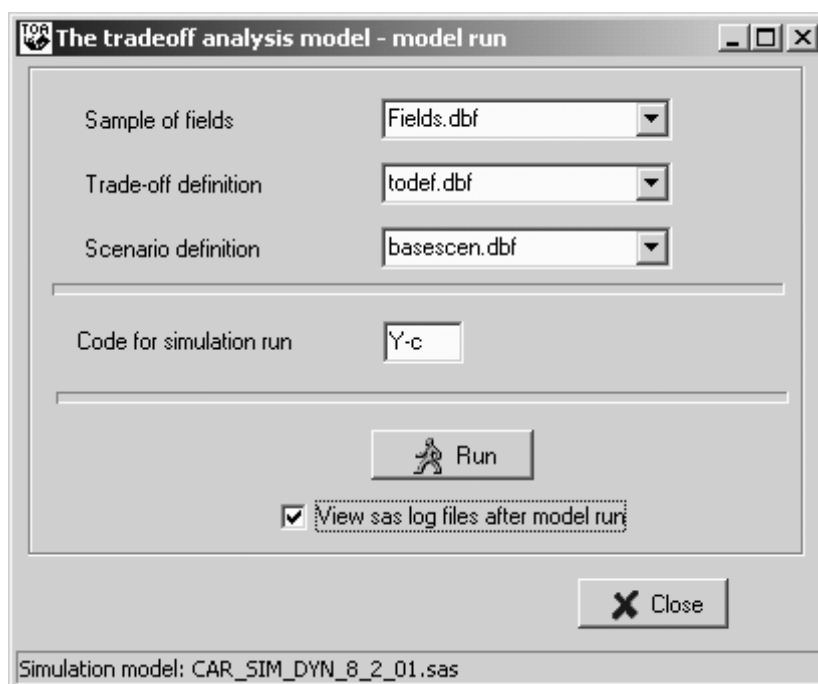 TOA
The tradeoff analysis model - model run
Sample of fields Fields.dbf
Trade-off definition todef.dbf
Scenario definition basescen.dbf
Code for simulation run Y-c
Run
View sas log files after model run
Close
Simulation model: CAR_SIM_DYN_8_2_01.sas